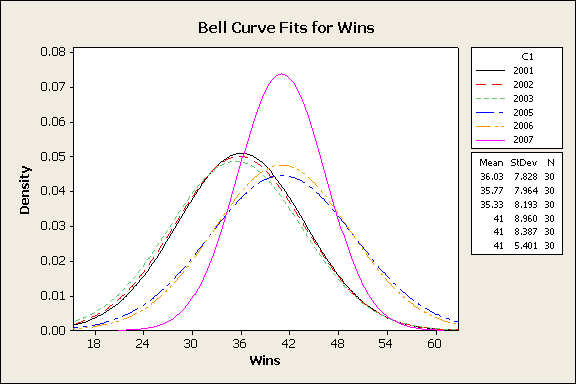 Bell Curve Fits for Wins
0.08
0.07
0.06
0.05
0.04
0.03
0.02
0.01
0.00
Density
18 24 30 36 42 48 54 60
Wins
C1
2001
2002
2003
2005
2006
2007
Mean StDev N
36.03 7.828 30
35.77 7.964 30
35.33 8.193 30
41 8.960 30
41 8.387 30
41 5.401 30